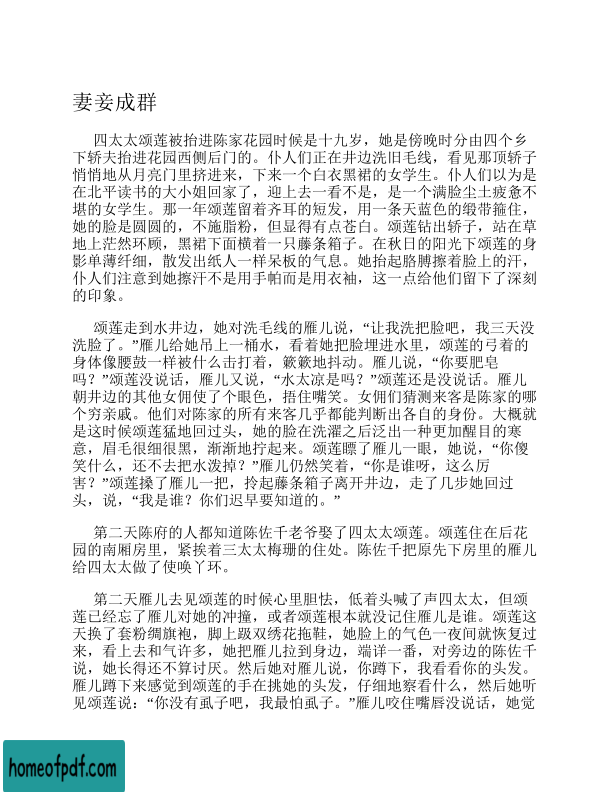 妻妾成群
四太太颂莲被抬进陈家花园时候是十九岁，她是傍晚时分由四个乡
下轿夫抬进花园西侧后门的。仆人们正在井边洗旧毛线，看见那顶轿子
悄悄地从月亮门里挤进来，下来一个白衣黑裙的女学生。仆人们以为是
在北平读书的大小姐回家了，迎上去一看不是，是一个满脸尘土疲惫不
堪的女学生。那一年颂莲留着齐耳的短发，用一条天蓝色的缎带箍住，
她的脸是圆圆的，不施脂粉，但显得有点苍白。颂莲钻出轿子，站在草
地上茫然环顾，黑裙下面横着一只藤条箱子。在秋日的阳光下颂莲的身
影单薄纤细，散发出纸人一样呆板的气息。她抬起胳膊擦着脸上的汗，
仆人们注意到她擦汗不是用手帕而是用衣袖，这一点给他们留下了深刻
的印象。
颂莲走到水井边，她对洗毛线的雁儿说，“让我洗把脸吧，我三天没
洗脸了。”雁儿给她吊上一桶水，看着她把脸埋进水里，颂莲的弓着的
身体像腰鼓一样被什么击打着，簌簌地抖动。雁儿说，“你要肥皂
吗？”颂莲没说话，雁儿又说，“水太凉是吗？”颂莲还是没说话。雁儿
朝井边的其他女佣使了个眼色，捂住嘴笑。女佣们猜测来客是陈家的哪
个穷亲戚。他们对陈家的所有来客几乎都能判断出各自的身份。大概就
是这时候颂莲猛地回过头，她的脸在洗濯之后泛出一种更加醒目的寒
意，眉毛很细很黑，渐渐地拧起来。颂莲瞟了雁儿一眼，她说，“你傻
笑什么，还不去把水泼掉？”雁儿仍然笑着，“你是谁呀，这么厉
害？”颂莲搡了雁儿一把，拎起藤条箱子离开井边，走了几步她回过
头，说，“我是谁？你们迟早要知道的。”
第二天陈府的人都知道陈佐千老爷娶了四太太颂莲。颂莲住在后花
园的南厢房里，紧挨着三太太梅珊的住处。陈佐千把原先下房里的雁儿
给四太太做了使唤丫环。
第二天雁儿去见颂莲的时候心里胆怯，低着头喊了声四太太，但颂
莲已经忘了雁儿对她的冲撞，或者颂莲根本就没记住雁儿是谁。颂莲这
天换了套粉绸旗袍，脚上趿双绣花拖鞋，她脸上的气色一夜间就恢复过
来，看上去和气许多，她把雁儿拉到身边，端详一番，对旁边的陈佐千
说，她长得还不算讨厌。然后她对雁儿说，你蹲下，我看看你的头发。
雁儿蹲下来感觉到颂莲的手在挑她的头发，仔细地察看什么，然后她听
见颂莲说：“你没有虱子吧，我最怕虱子。”雁儿咬住嘴唇没说话，她觉
homeofpdf.com